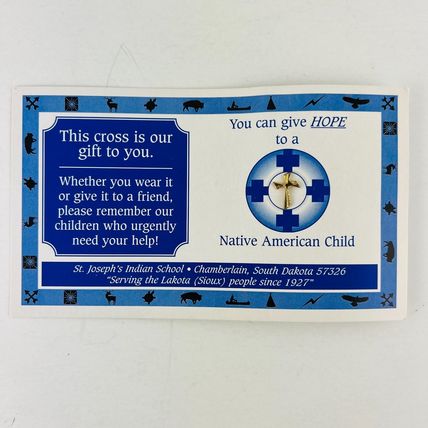 This cross is our
gift to you.
Whether you wear it
or give it to a friend,
please remember our
children who urgently
need your help!
You can give HOPE
to a
Native American Child
St. Joseph's Indian School • Chamberlain, South Dakota 57326
"Serving the Lakota (Sioux) people since 1927"